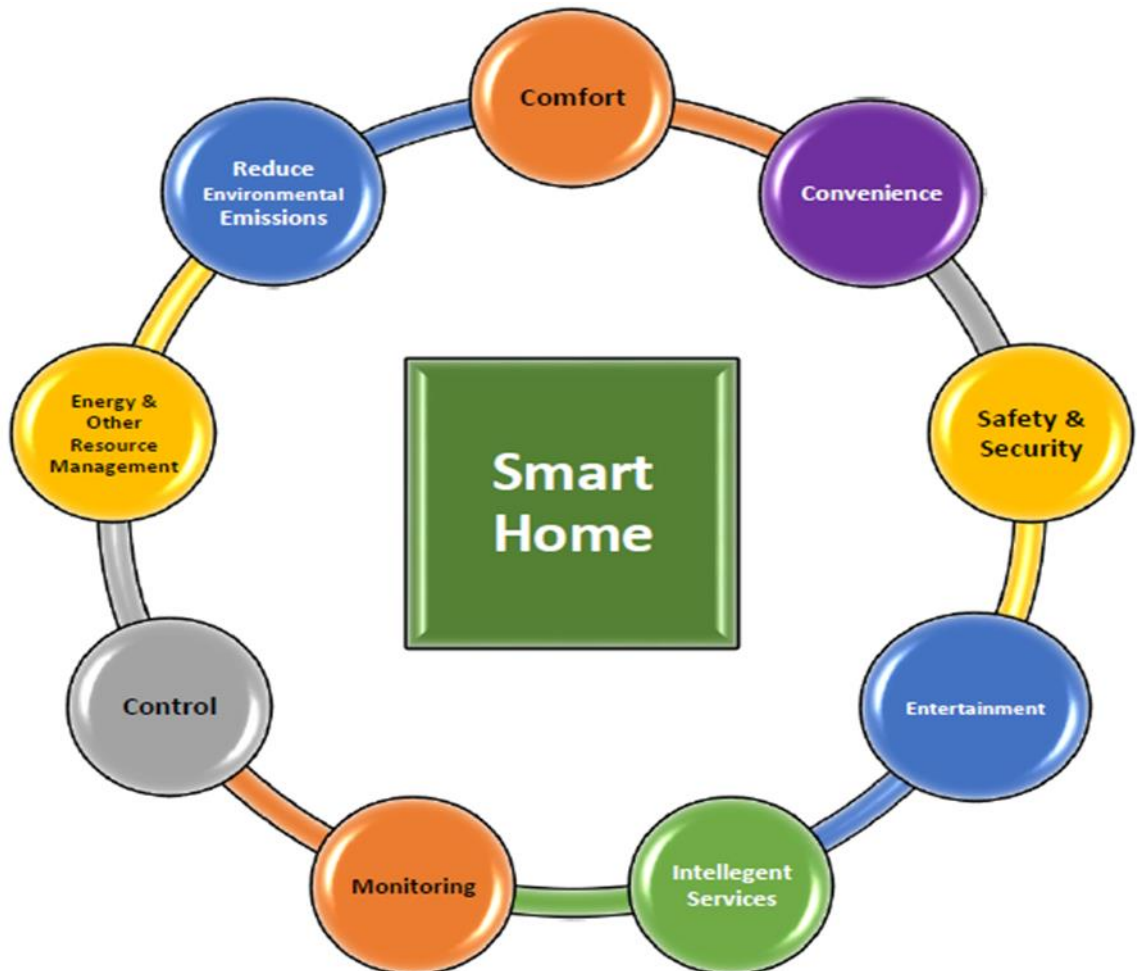 Comfort
Convenience
Safety &
Security
Entertainment
Intellegent
Services
Monitoring
Control
Energy &
Other
Resource
Management
Reduce
Environmental
Emissions
Smart
Home